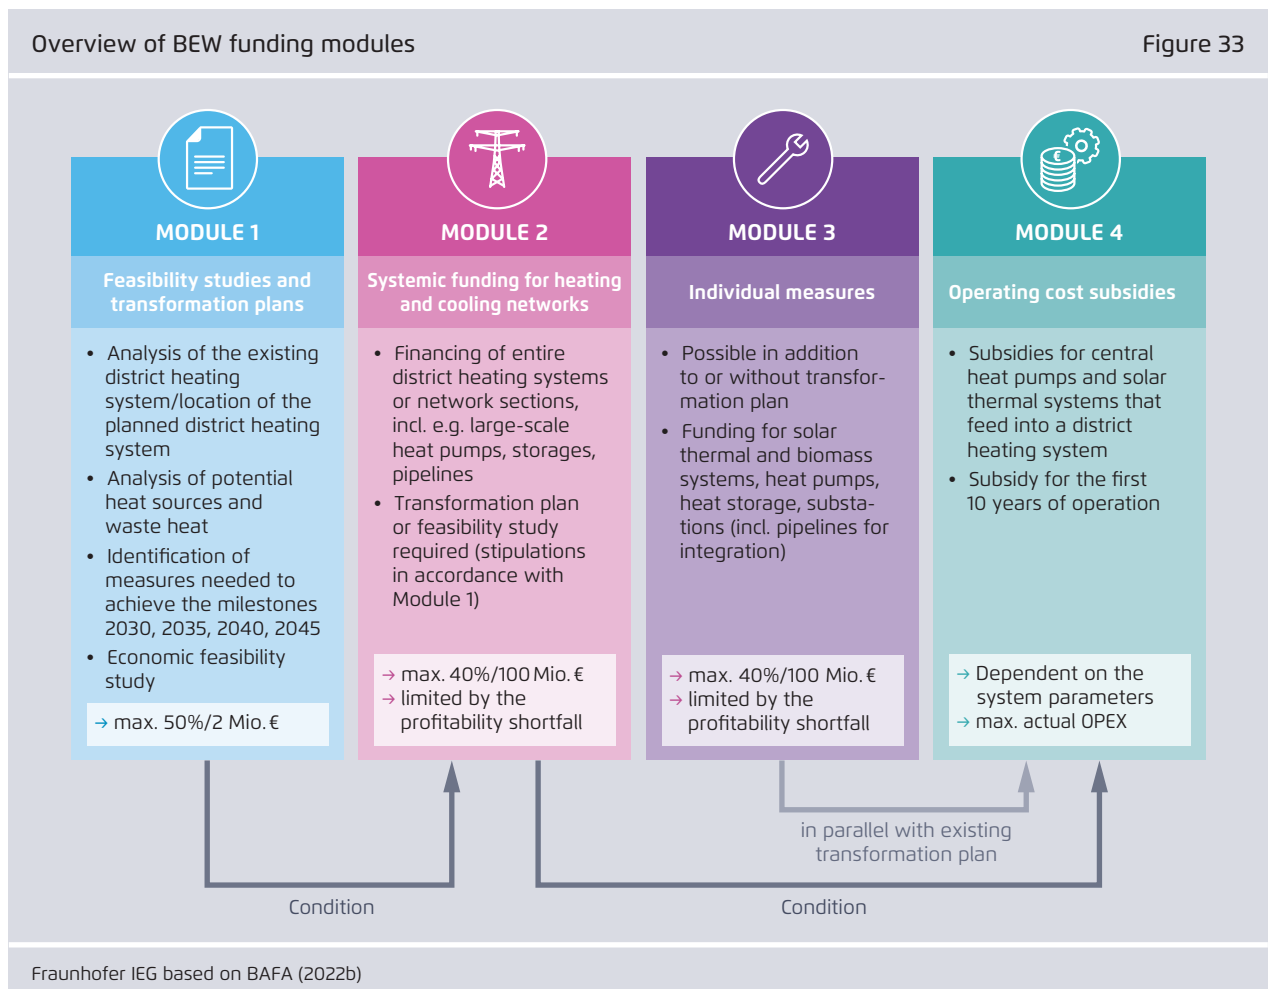 Overview of BEW funding modules
Figure 33
MODULE 1
Feasibility studies and
transformation plans
• Analysis of the existing
district heating
system/location of the
planned district heating
system
• Analysis of potential
heat sources and
waste heat
• Identification of
measures needed to
achieve the milestones
2030, 2035, 2040, 2045
• Economic feasibility
study
→ max. 50%/2 Mio. €
MODULE 2
Systemic funding for heating
and cooling networks
• Financing of entire
district heating systems
or network sections,
incl. e.g. large-scale
heat pumps, storages,
pipelines
• Transformation plan
or feasibility study
required (stipulations
in accordance with
Module 1)
→ max. 40%/100 Mio. €
→ limited by the
profitability shortfall
MODULE 3
Individual measures
• Possible in addition
to or without transfor-
mation plan
• Funding for solar
thermal and biomass
systems, heat pumps,
heat storage, substa-
tions (incl. pipelines for
integration)
→ max. 40%/100 Mio. €
→ limited by the
profitability shortfall
€
MODULE 4
Operating cost subsidies
• Subsidies for central
heat pumps and solar
thermal systems that
feed into a district
heating system
• Subsidy for the first
10 years of operation
→ Dependent on the
system parameters
→ max. actual OPEX
in parallel with existing
transformation plan
Condition
Condition
Fraunhofer IEG based on BAFA (2022b)